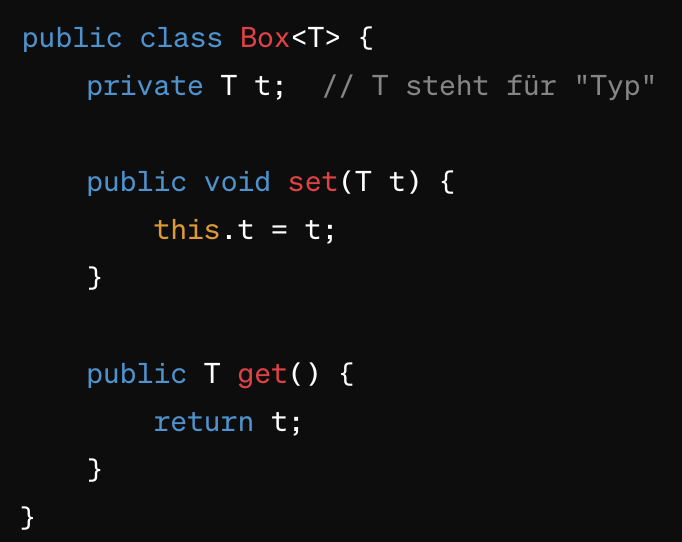 public class Box<T> {
    private T t;  // T steht für "Typ"
    public void set(T t) {
        this.t = t;
    }
    public T get() {
        return t;
    }
}